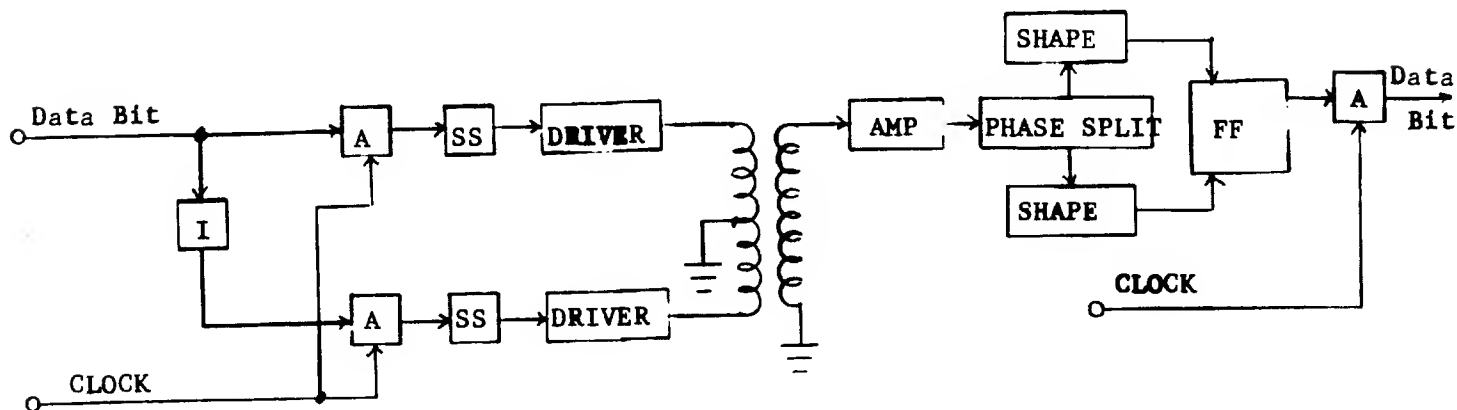 Data Bit
A
SS
DRIVER
I
A
SS
DRIVER
CLOCK
AMP
PHASE SPLIT
SHAPE
SHAPE
FF
A
Data
Bit
CLOCK